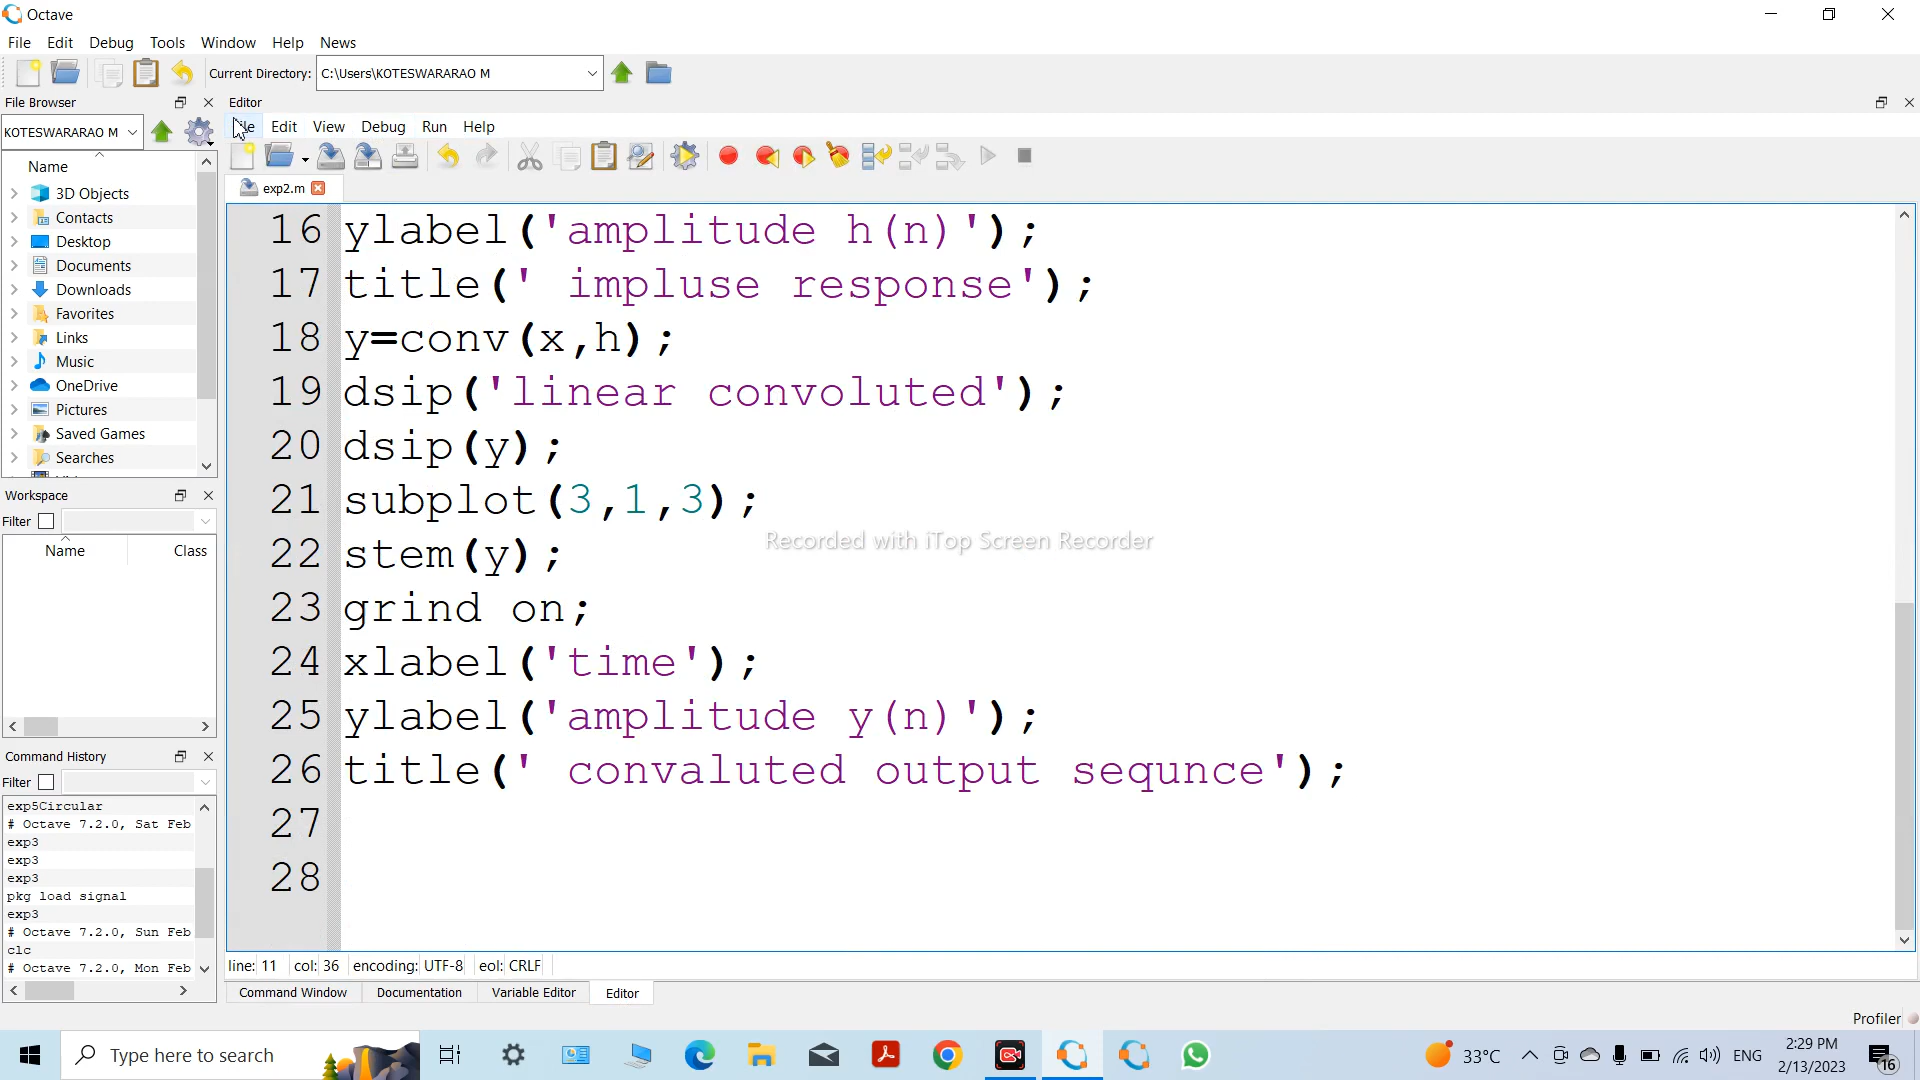 Octave
File Edit Debug Tools Window Help News
Current Directory: C:\Users\KOTESWARARAO M
File Browser
Editor
KOTESWARARAO M
Edit View Debug Run Help
Name
exp2.m
3D Objects
Contacts
Desktop
Documents
Downloads
Favorites
Links
Music
OneDrive
Pictures
Saved Games
Searches
16 ylabel('amplitude h(n)');
17 title(' impluse response');
18 y=conv(x,h);
19 dsip('linear convoluted');
20 dsip(y);
21 subplot(3,1,3);
22 stem(y);
23 grind on;
24 xlabel('time');
25 ylabel('amplitude y(n)');
26 title(' convaluted output sequnce');
27
28
Recorded with iTop Screen Recorder
Workspace
Filter
Name Class
Command History
Filter
exp5Circular
# Octave 7.2.0, Sat Feb
exp3
exp3
exp3
pkg load signal
exp3
# Octave 7.2.0, Sun Feb
clc
# Octave 7.2.0, Mon Feb
line: 11 col: 36 encoding: UTF-8 eol: CRLF
Command Window Documentation Variable Editor Editor
Profiler
Type here to search
33°C
ENG
2:29 PM
2/13/2023
16